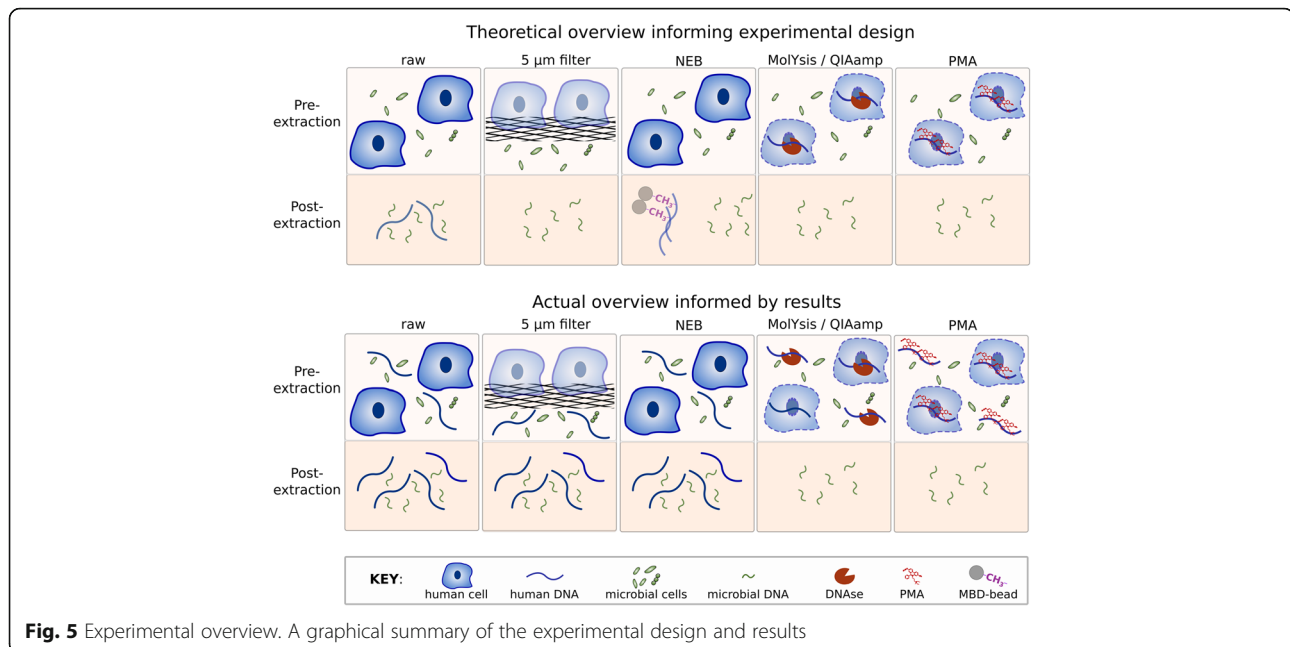 Theoretical overview informing experimental design
raw 5 µm filter NEB MolYsis / QIAamp PMA
Pre-
extraction
Post-
extraction
CH₃⁻
CH₃⁻
Actual overview informed by results
raw 5 µm filter NEB MolYsis / QIAamp PMA
Pre-
extraction
Post-
extraction
KEY:
CH₃⁻
human cell human DNA microbial cells microbial DNA DNAse PMA MBD-bead
Fig. 5 Experimental overview. A graphical summary of the experimental design and results